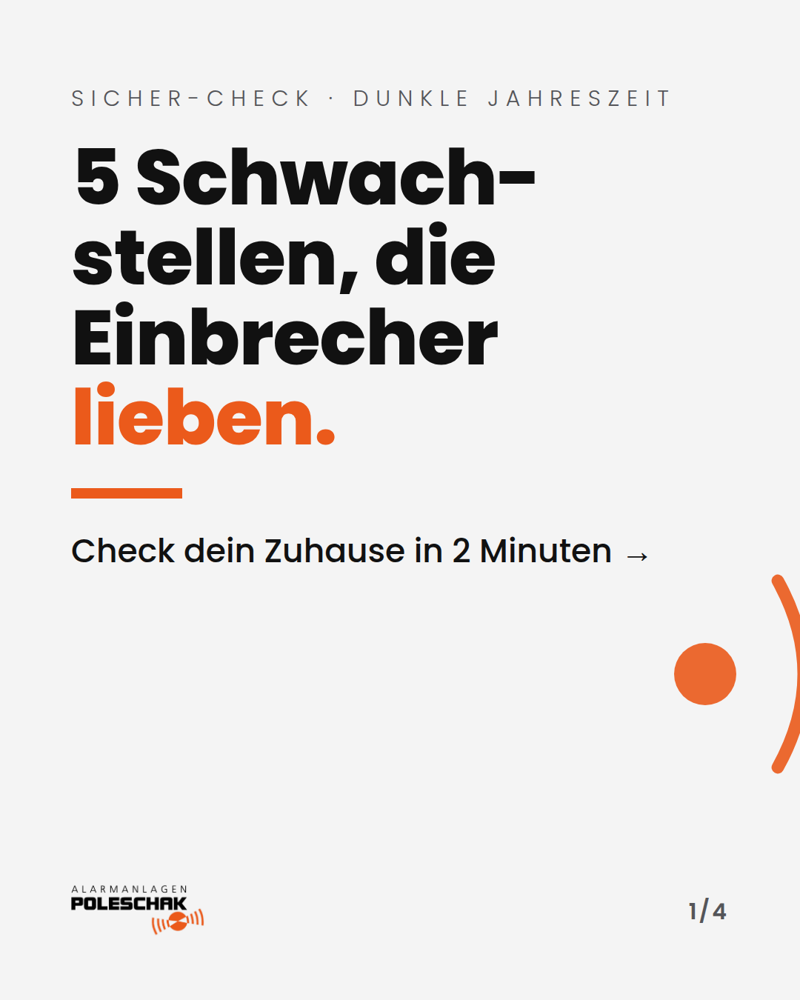 SICHER-CHECK · DUNKLE JAHRESZEIT
5 Schwach-
stellen, die
Einbrecher
lieben.
Check dein Zuhause in 2 Minuten →
ALARMANLAGEN
POLESCHAK
1/4